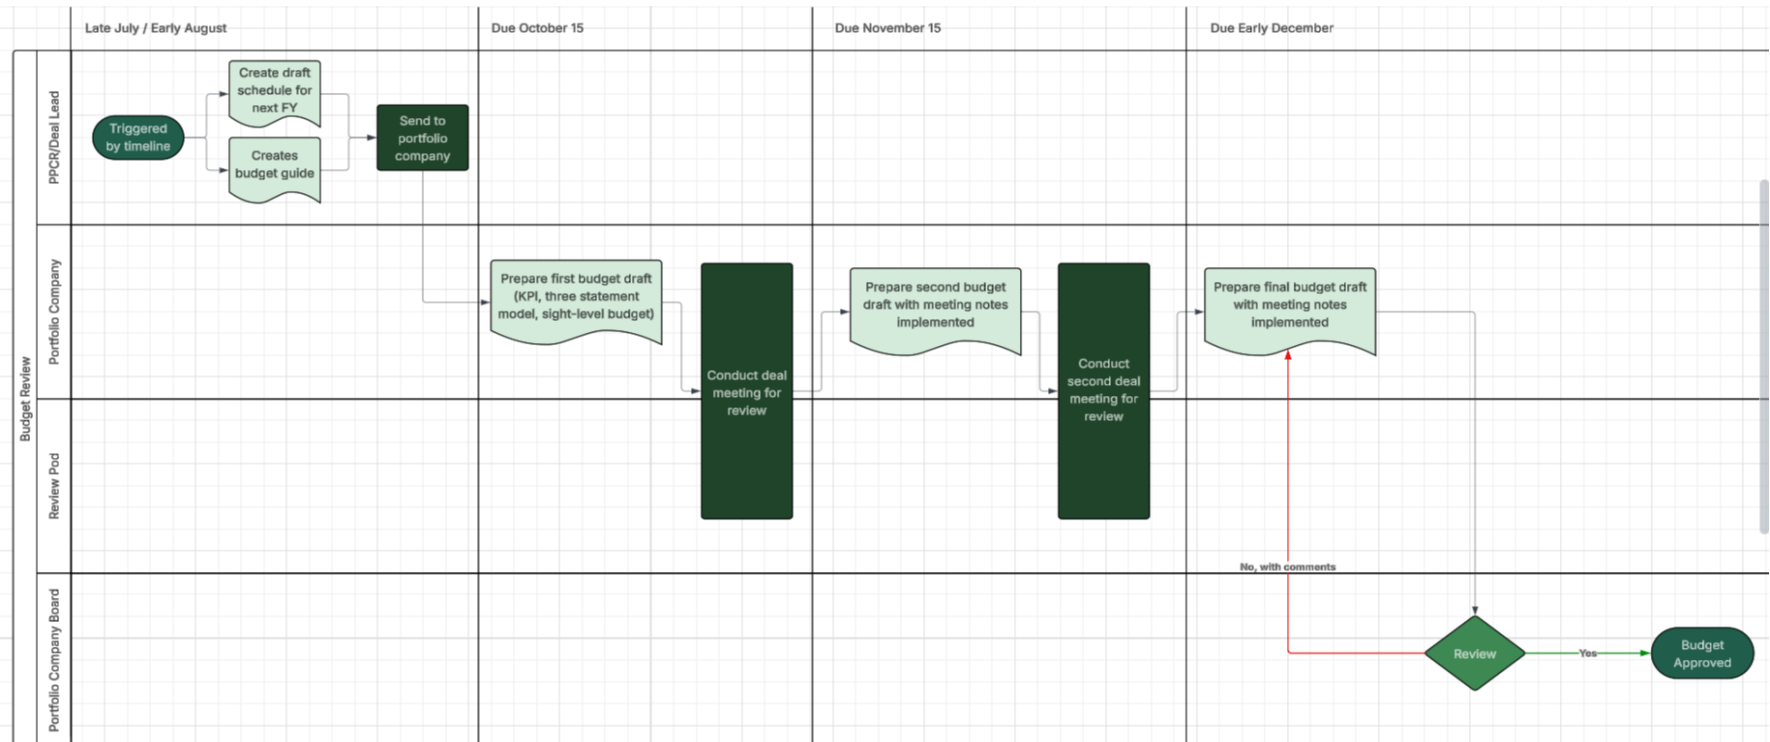 Late July / Early August
Due October 15
Due November 15
Due Early December
Budget Review
PPCR/Deal Lead
Triggered
by timeline
Create draft
schedule for
next FY
Creates
budget guide
Send to
portfolio
company
Portfolio Company
Prepare first budget draft
(KPI, three statement
model, sight-level budget)
Conduct deal
meeting for
review
Prepare second budget
draft with meeting notes
implemented
Conduct
second deal
meeting for
review
Prepare final budget draft
with meeting notes
implemented
Review Pod
No, with comments
Portfolio Company Board
Review
Yes
Budget
Approved